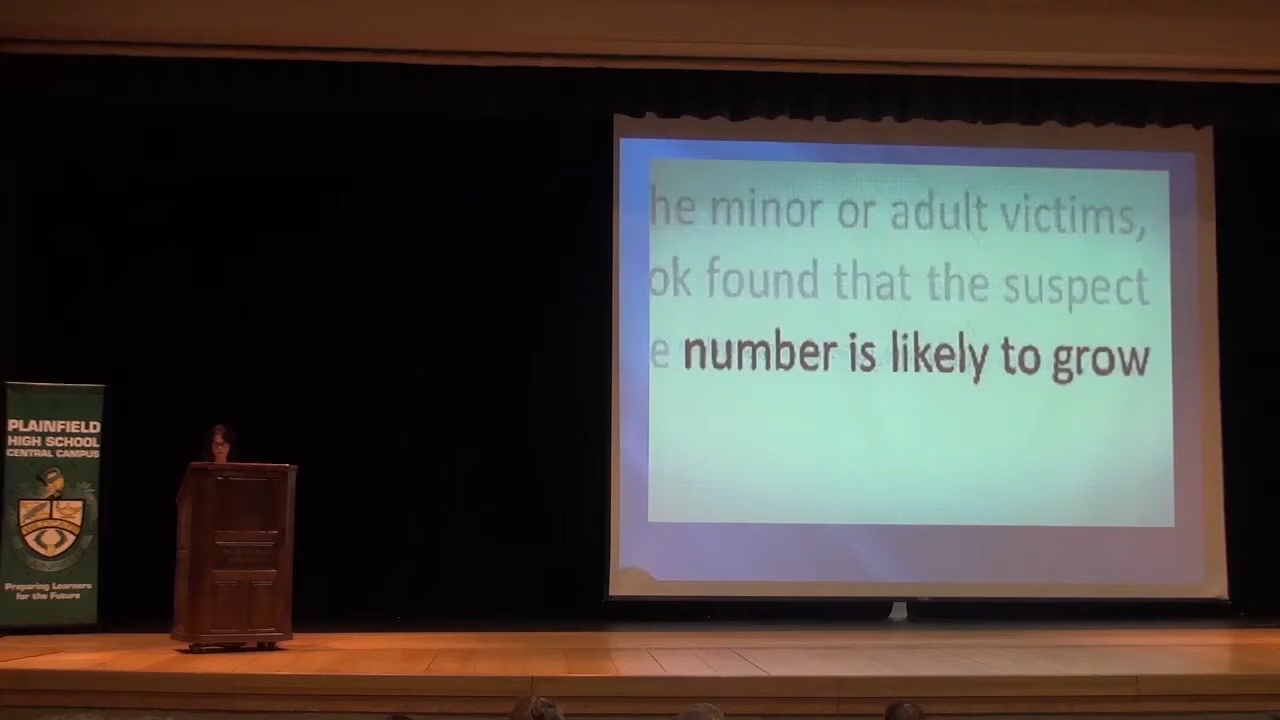 he minor or adult victims,
ok found that the suspect
e number is likely to grow
PLAINFIELD
HIGH SCHOOL
CENTRAL CAMPUS
Preparing Learners
for the Future